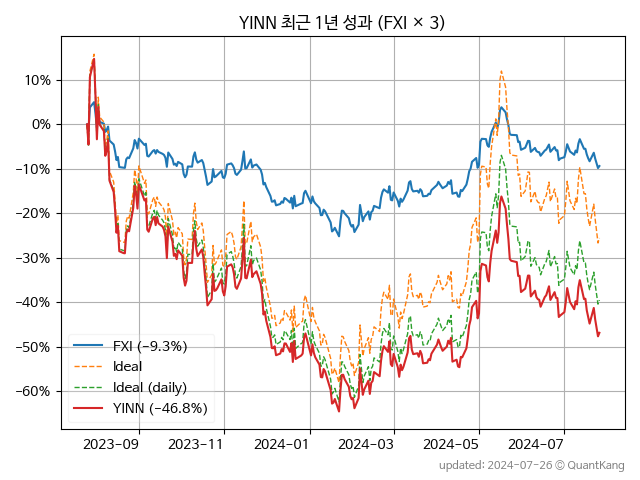 YINN 최근 1년 성과 (FXI × 3)
10%
0%
−10%
−20%
−30%
−40%
−50%
−60%
FXI (−9.3%)
Ideal
Ideal (daily)
YINN (−46.8%)
2023−09 2023−11 2024−01 2024−03 2024−05 2024−07
updated: 2024−07−26 © QuantKang